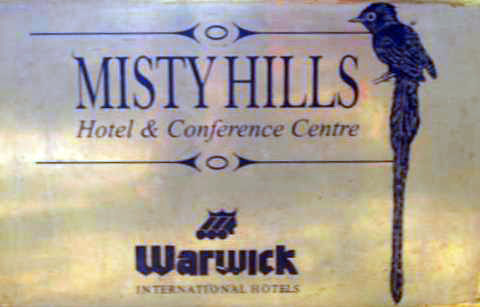 MISTY HILLS
Hotel & Conference Centre
Warwick
INTERNATIONAL HOTELS